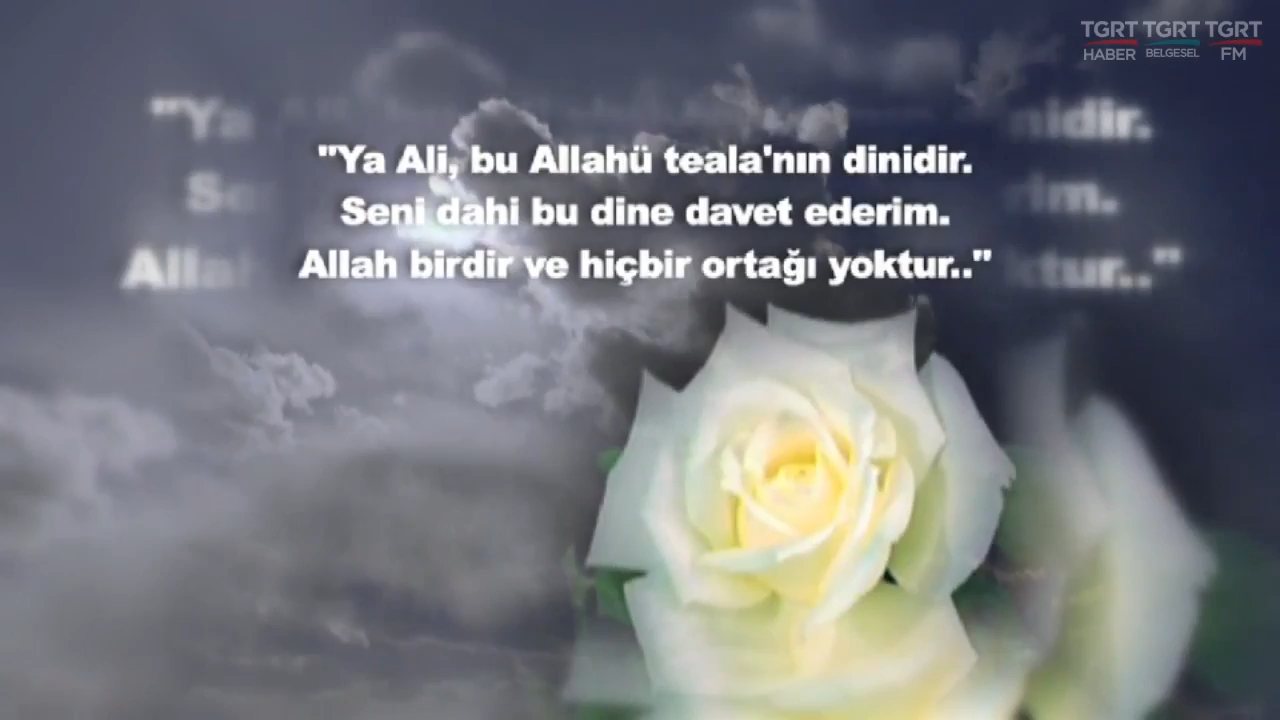 TGRT TGRT TGRT
HABER BELGESEL FM
"Ya Ali, bu Allahü teala'nın dinidir.
Seni dahi bu dine davet ederim.
Allah birdir ve hiçbir ortağı yoktur.."